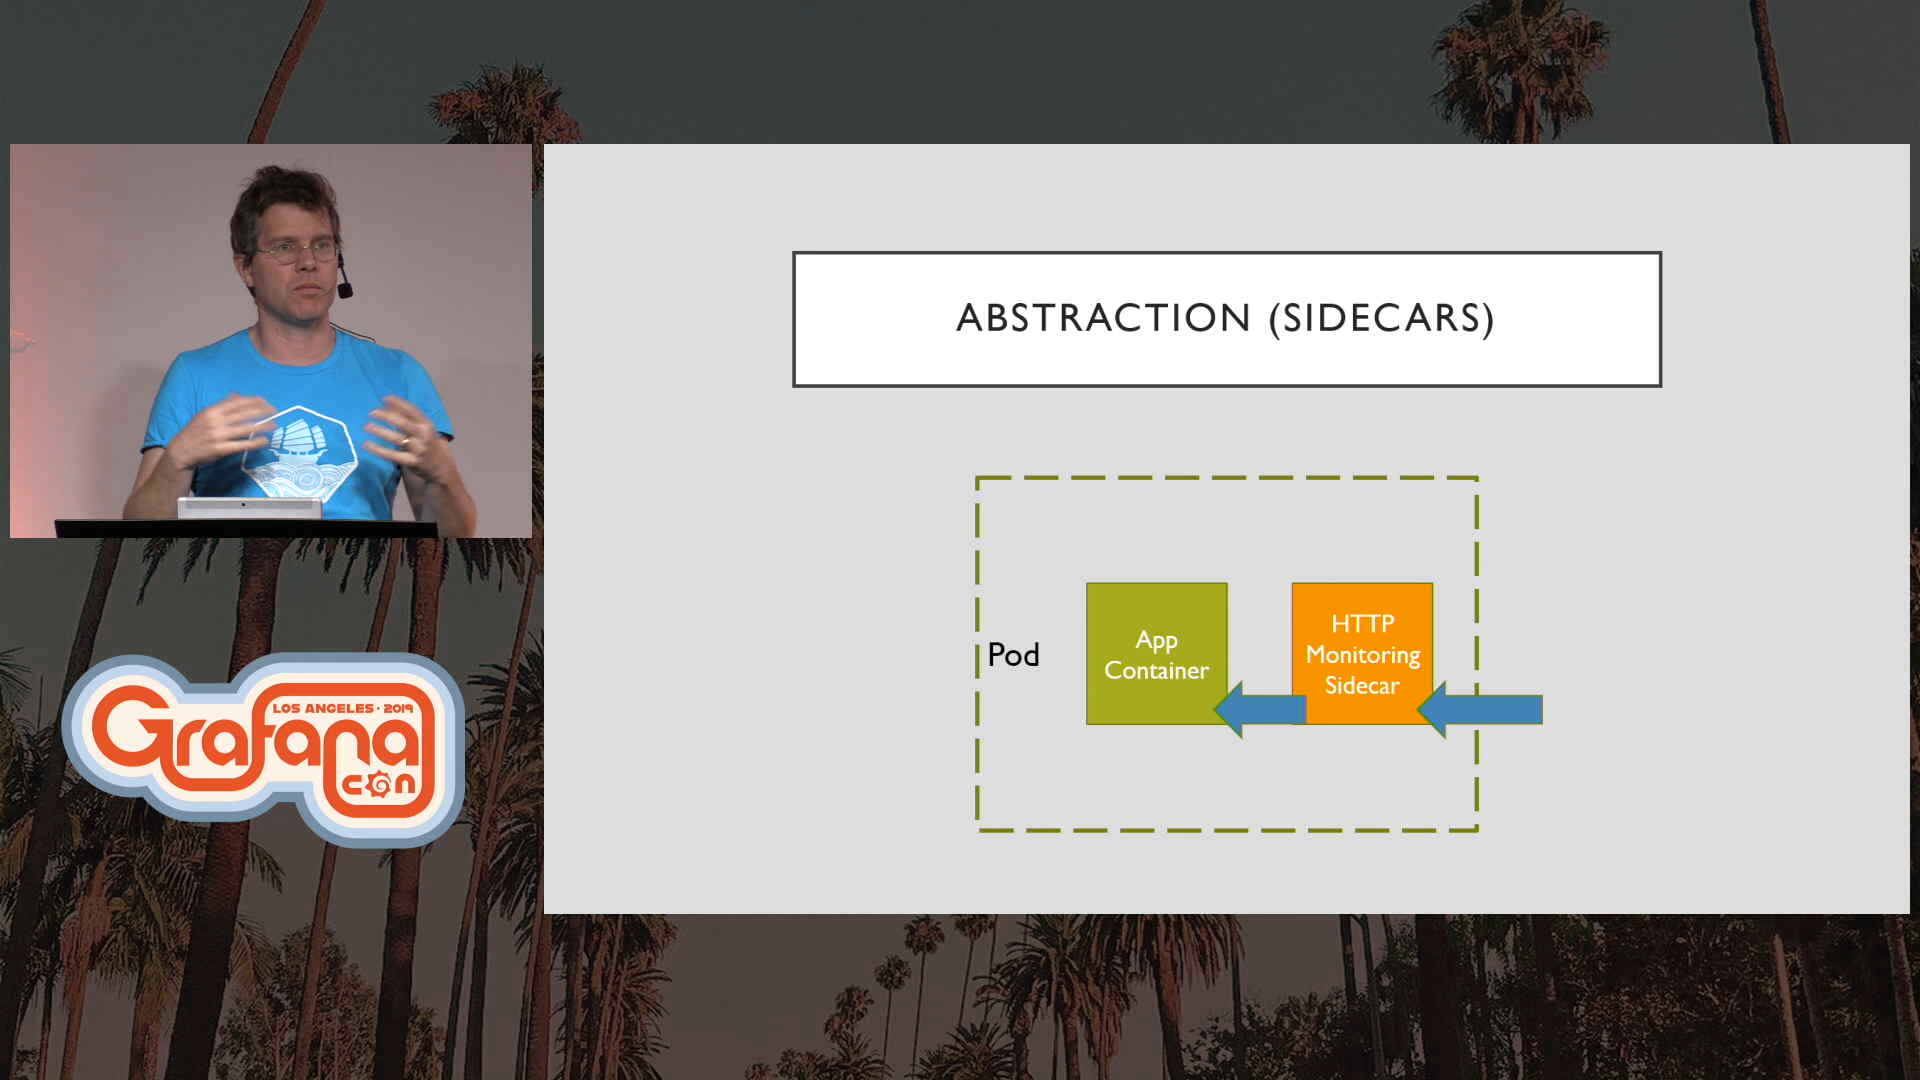 ABSTRACTION (SIDECARS)
Pod
App
Container
HTTP
Monitoring
Sidecar
LOS ANGELES · 2019
Grafana
con